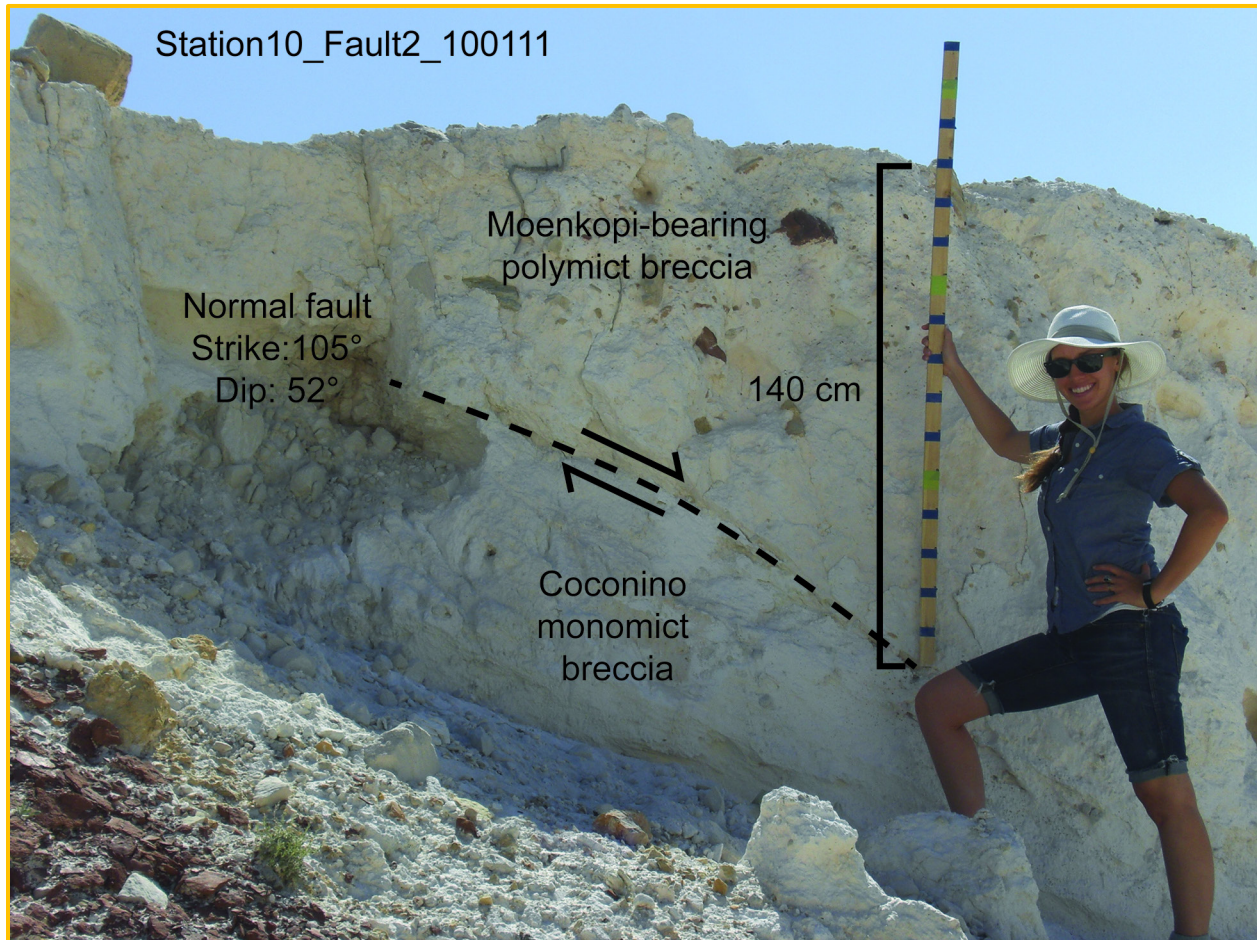 Station10_Fault2_100111
Moenkopi-bearing
polymict breccia
Normal fault
Strike:105°
Dip: 52°
140 cm
Coconino
monomict
breccia